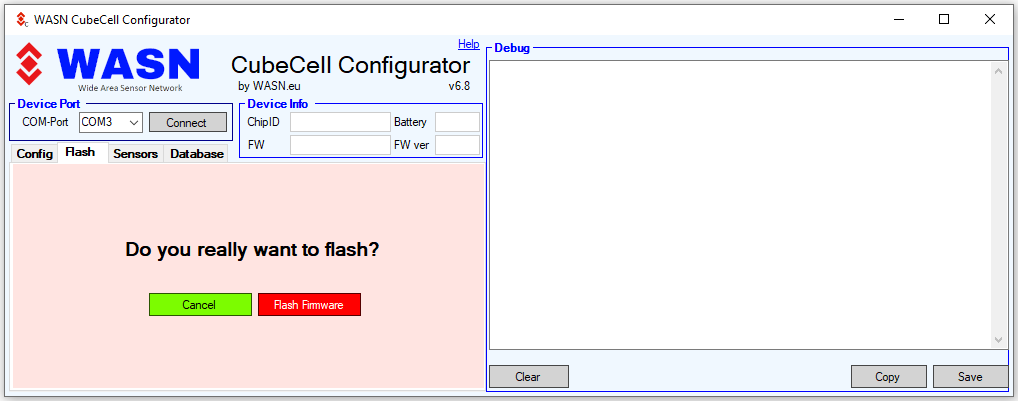 WASN CubeCell Configurator
Help
WASN
Wide Area Sensor Network
CubeCell Configurator
by WASN.eu v6.8
Device Port
COM-Port COM3 Connect
Device Info
ChipID Battery
FW FW ver
Config Flash Sensors Database
Do you really want to flash?
Cancel Flash Firmware
Debug
Clear Copy Save